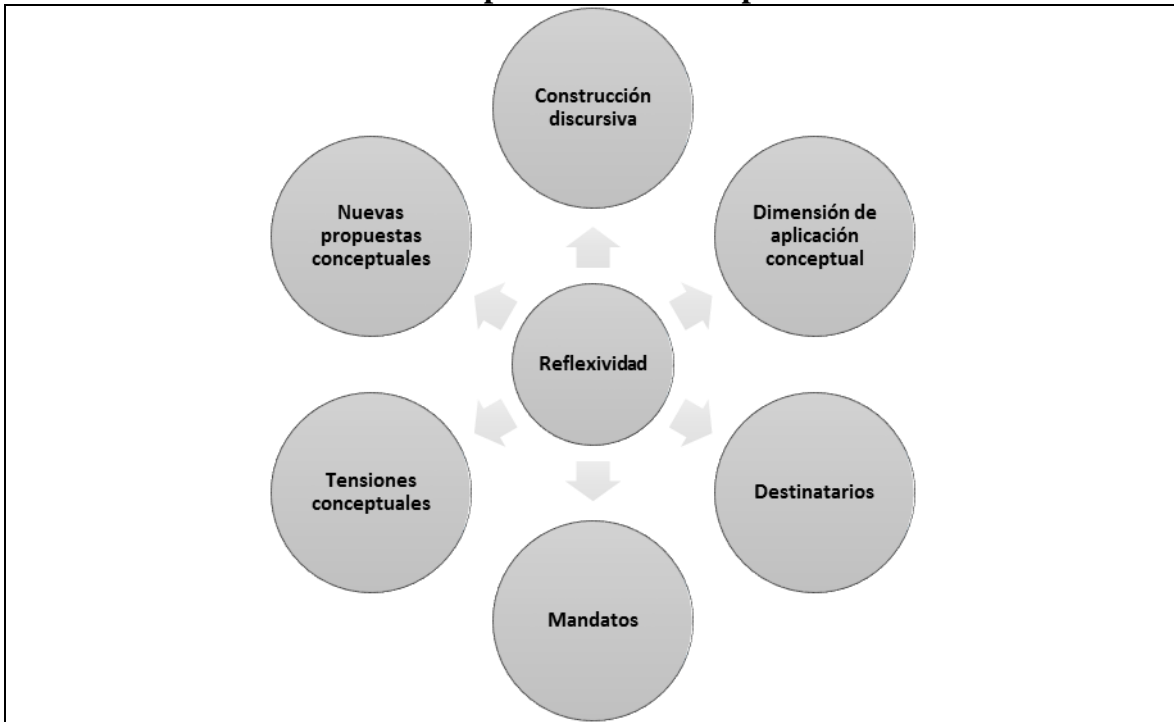 Construcción
discursiva
Nuevas
propuestas
conceptuales
Dimensión de
aplicación
conceptual
Reflexividad
Tensiones
conceptuales
Destinatarios
Mandatos